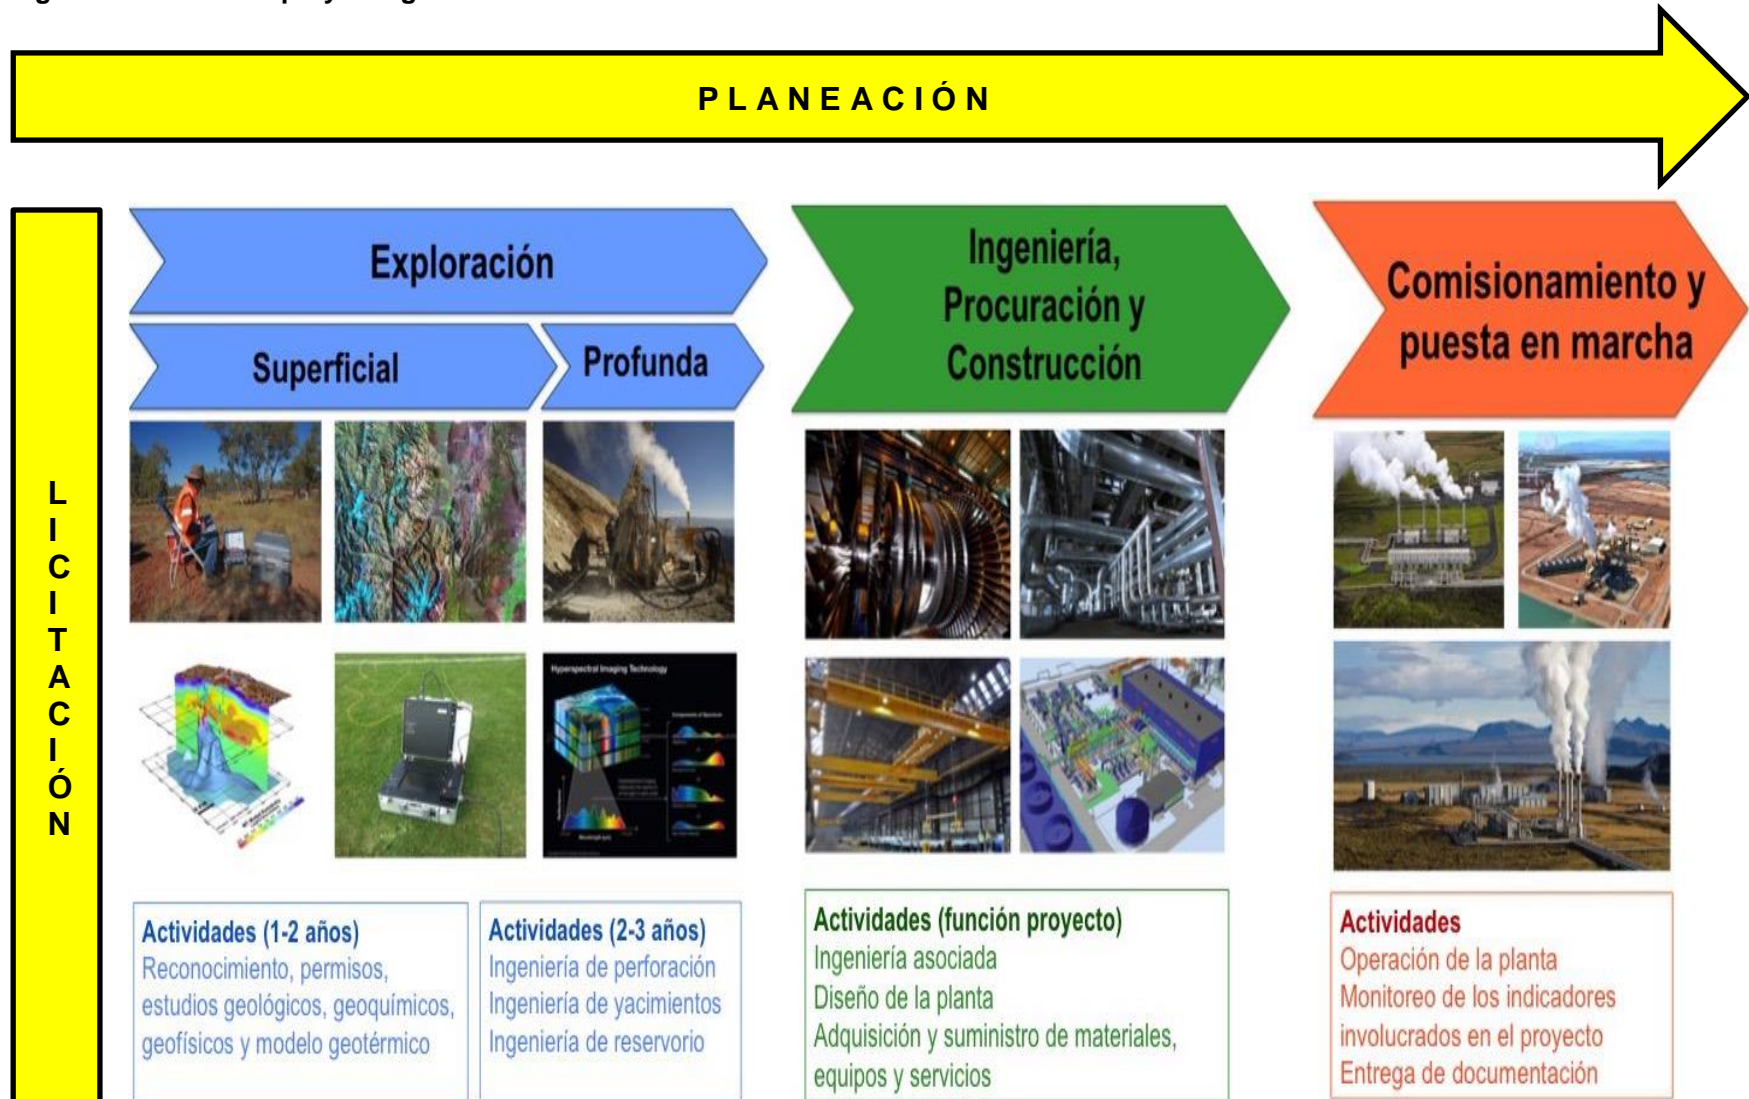 PLANEACIÓN
LICITACIÓN
Exploración
Superficial
Profunda
Ingeniería,
Procuración y
Construcción
Comisionamiento y
puesta en marcha
Hyperspectral Imaging Technology
Actividades (1-2 años)
Reconocimiento, permisos,
estudios geológicos, geoquímicos,
geofísicos y modelo geotérmico
Actividades (2-3 años)
Ingeniería de perforación
Ingeniería de yacimientos
Ingeniería de reservorio
Actividades (función proyecto)
Ingeniería asociada
Diseño de la planta
Adquisición y suministro de materiales,
equipos y servicios
Actividades
Operación de la planta
Monitoreo de los indicadores
involucrados en el proyecto
Entrega de documentación